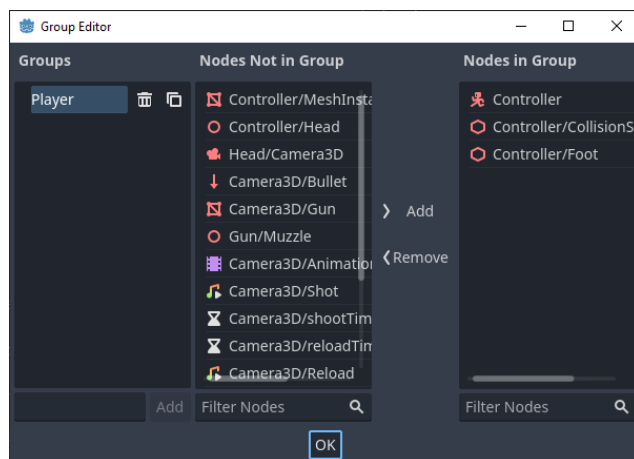 Group Editor
Groups
Nodes Not in Group
Nodes in Group
Player
Controller/MeshInsta
Controller/Head
Head/Camera3D
Camera3D/Bullet
Camera3D/Gun
Gun/Muzzle
Camera3D/Animation
Camera3D/Shot
Camera3D/shootTim
Camera3D/reloadTim
Camera3D/Reload
Add
Remove
Controller
Controller/CollisionS
Controller/Foot
Add
Filter Nodes
Filter Nodes
OK